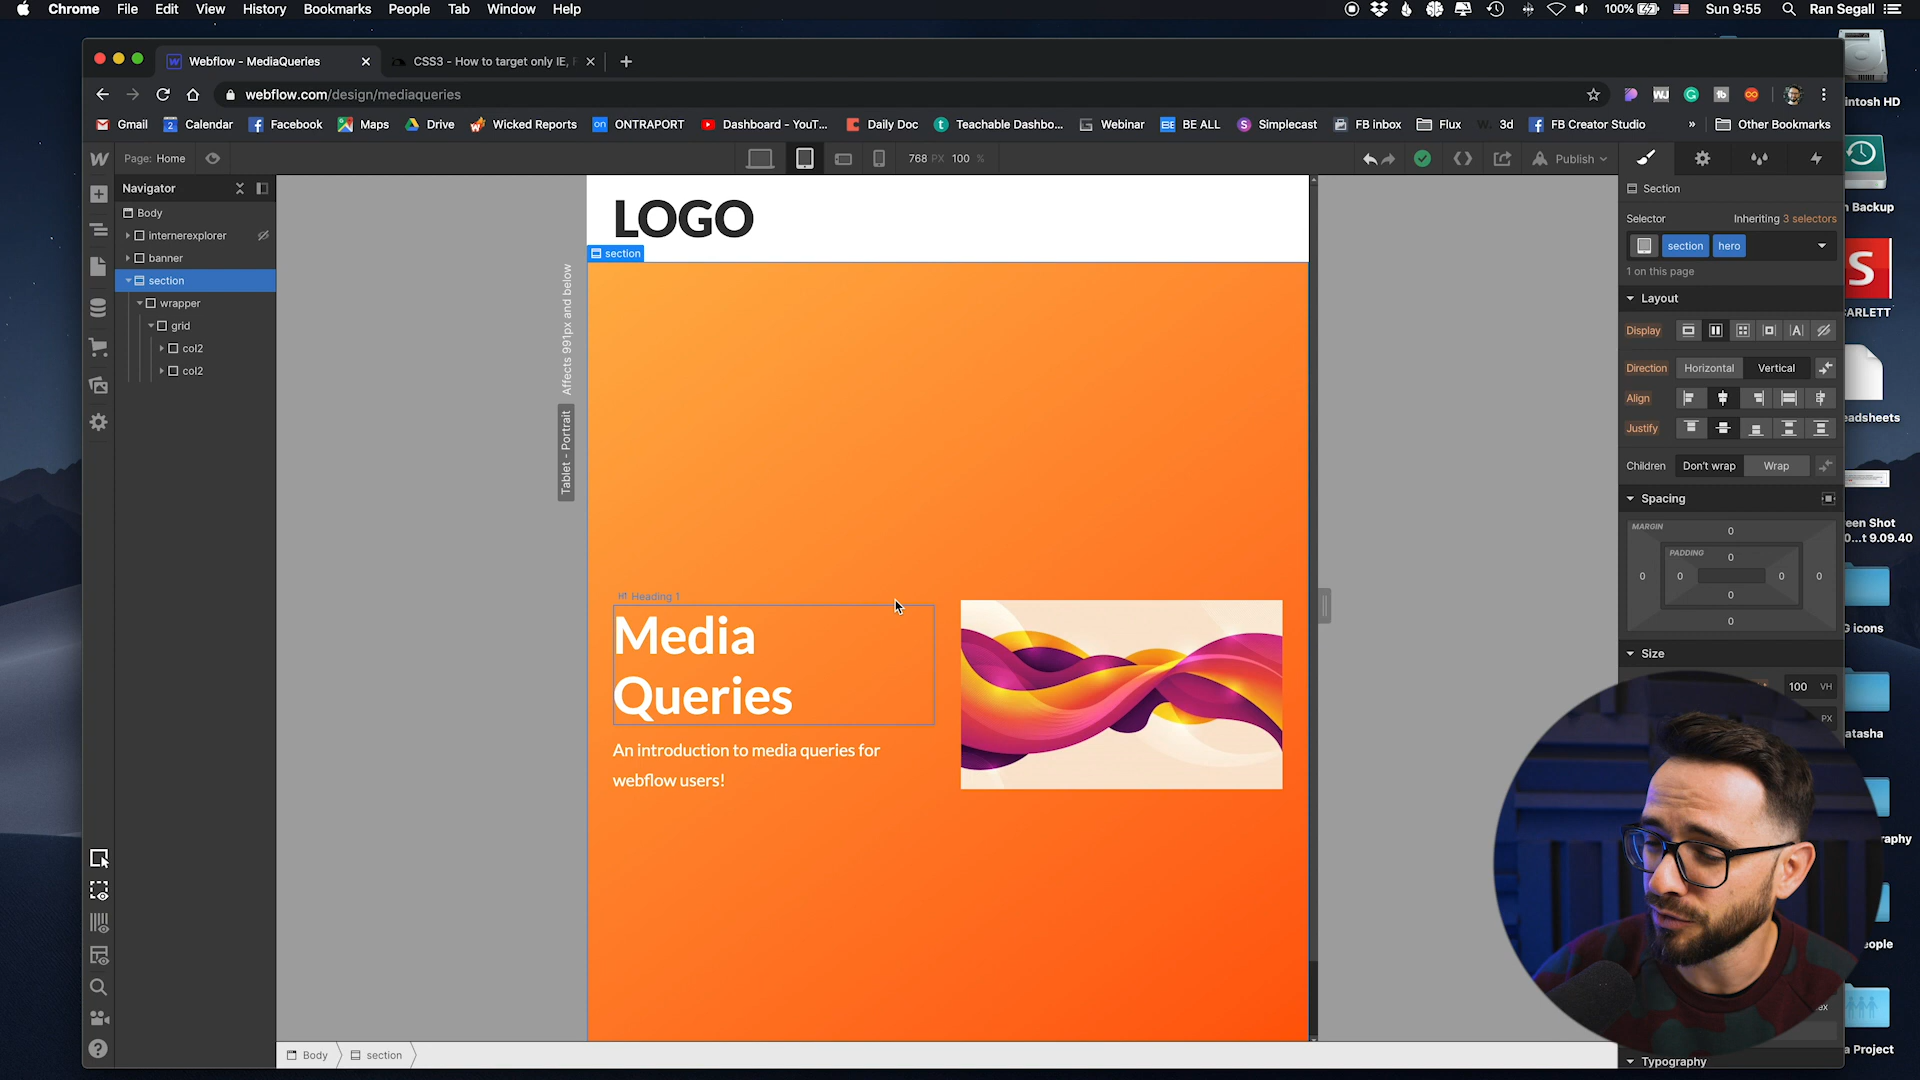 Chrome File Edit View History Bookmarks People Tab Window Help
100% Sun 9:55 Ran Segall
Webflow - MediaQueries
CSS3 - How to target only IE,
webflow.com/design/mediaqueries
Gmail Calendar Facebook Maps Drive Wicked Reports ONTRAPORT Dashboard - YouT... Daily Doc Teachable Dashbo... Webinar BE ALL Simplecast FB inbox Flux 3d FB Creator Studio » Other Bookmarks
Page: Home
768 PX 100 %
Publish
Navigator
Body
internerexplorer
banner
section
wrapper
grid
col2
col2
Affects 991px and below
Tablet - Portrait
LOGO
section
H1 Heading 1
Media
Queries
An introduction to media queries for
webflow users!
Body section
Section
Selector Inheriting 3 selectors
section hero
1 on this page
Layout
Display
Direction Horizontal Vertical
Align
Justify
Children Don't wrap Wrap
Spacing
MARGIN
0
PADDING
0
0 0 0 0
0
0
Size
100 VH
PX
Typography
intosh HD
Backup
ARLETT
eadsheets
een Shot
0...t 9.09.40
icons
atasha
aphy
eople
Project